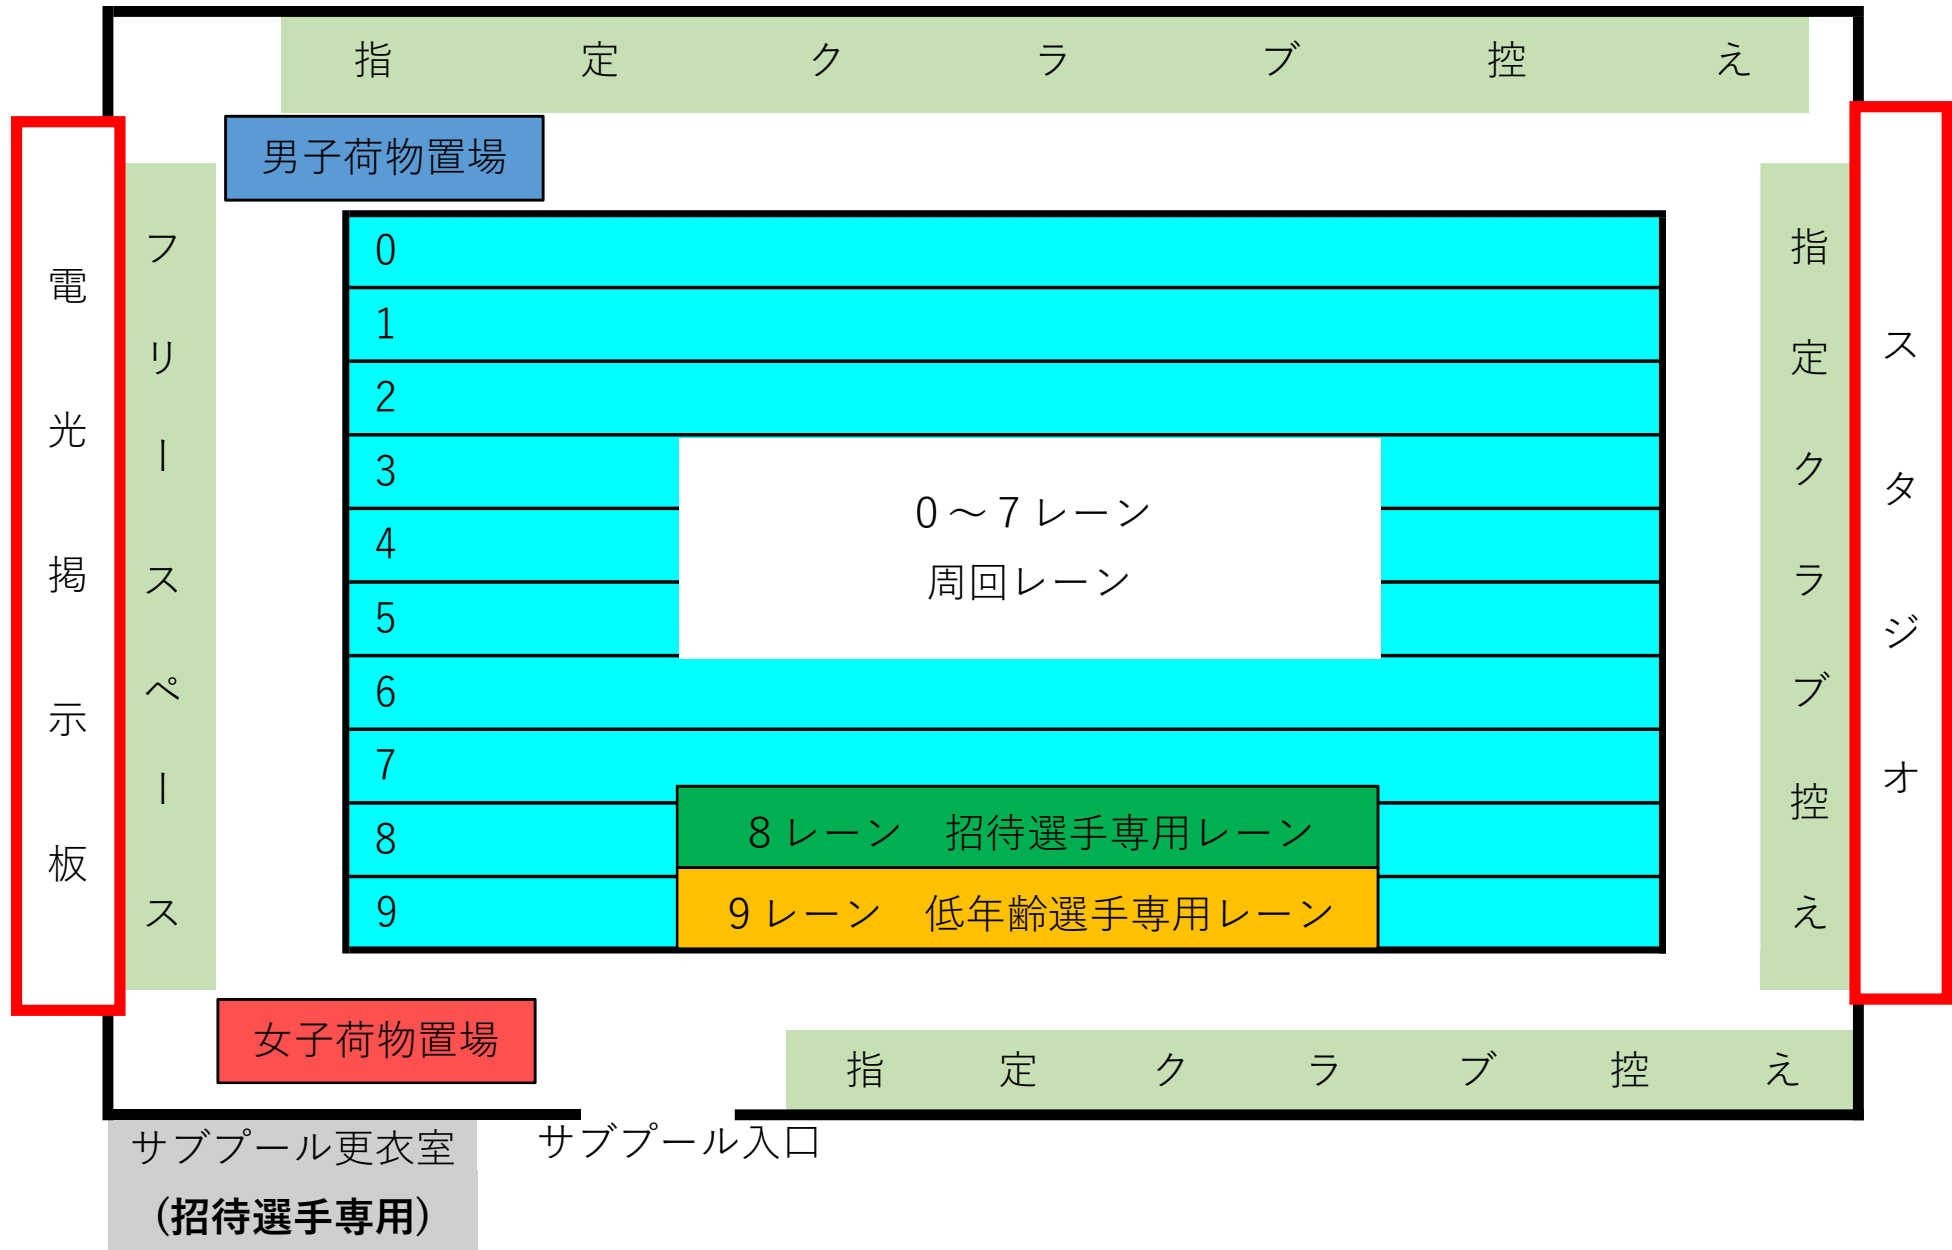 指定クラブ控え
男子荷物置場
電光掲示板
フリースペース
0
1
2
3
4
5
6
7
8
9
0～7レーン
周回レーン
8レーン　招待選手専用レーン
9レーン　低年齢選手専用レーン
指定クラブ控え
スタジオ
女子荷物置場
指定クラブ控え
サブプール更衣室
（招待選手専用）
サブプール入口